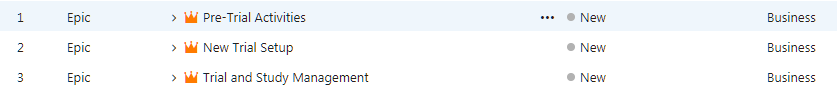 1 Epic > Pre-Trial Activities ••• New Business
2 Epic > New Trial Setup New Business
3 Epic > Trial and Study Management New Business